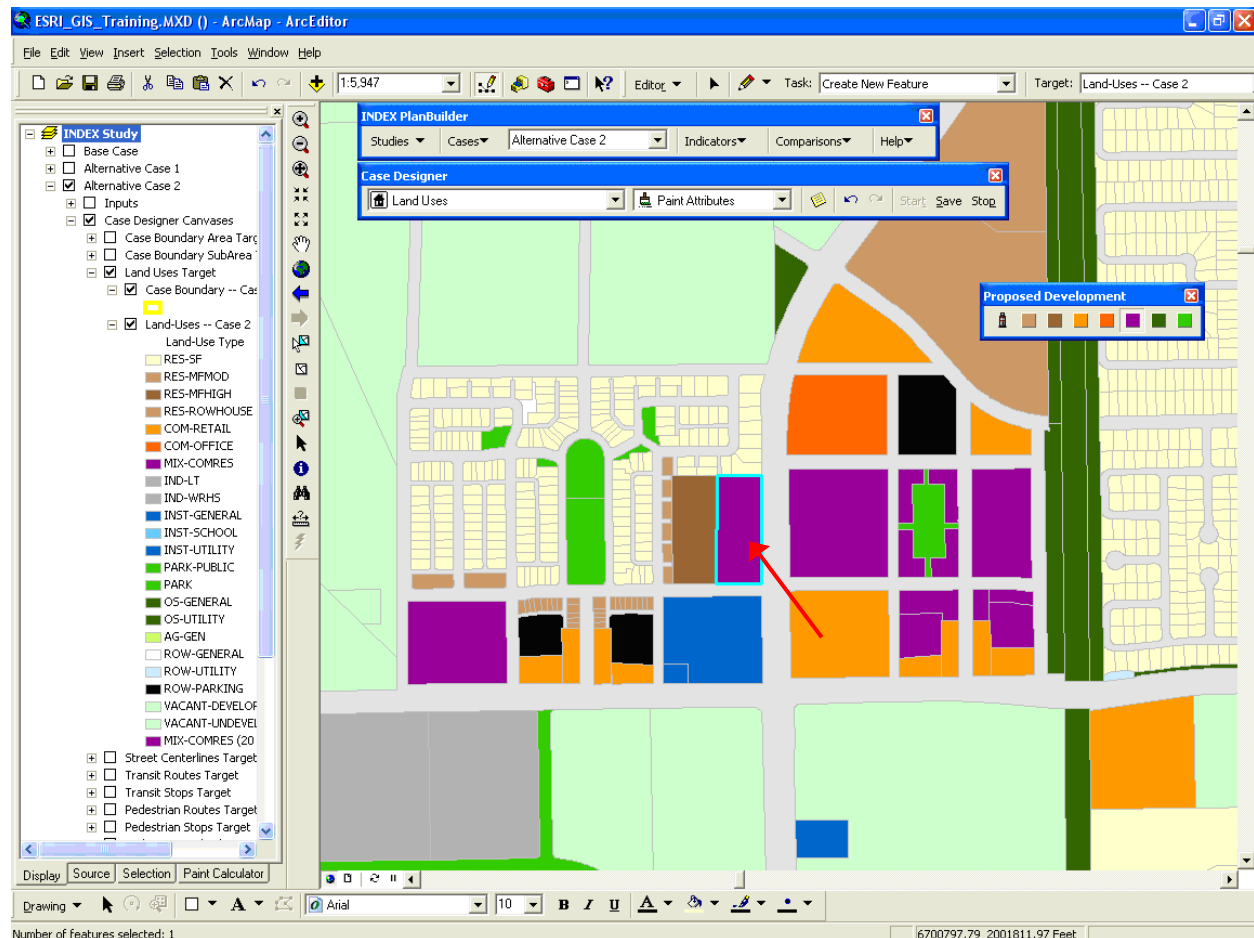 ESRI_GIS_Training.MXD () - ArcMap - ArcEditor
File Edit View Insert Selection Tools Window Help
1:5,947
Editor
Task: Create New Feature
Target: Land-Uses -- Case 2
INDEX PlanBuilder
Studies Cases Alternative Case 2 Indicators Comparisons Help
Case Designer
Land Uses Paint Attributes Start Save Stop
Proposed Development
INDEX Study
Base Case
Alternative Case 1
Alternative Case 2
Inputs
Case Designer Canvases
Case Boundary Area Targ
Case Boundary SubArea
Land Uses Target
Case Boundary -- Cas
Land-Uses -- Case 2
Land-Use Type
RES-SF
RES-MFMOD
RES-MFHIGH
RES-ROWHOUSE
COM-RETAIL
COM-OFFICE
MIX-COMRES
IND-LT
IND-WRHS
INST-GENERAL
INST-SCHOOL
INST-UTILITY
PARK-PUBLIC
PARK
OS-GENERAL
OS-UTILITY
AG-GEN
ROW-GENERAL
ROW-UTILITY
ROW-PARKING
VACANT-DEVELOP
VACANT-UNDEVEL
MIX-COMRES (20
Street Centerlines Target
Transit Routes Target
Transit Stops Target
Pedestrian Routes Target
Pedestrian Stops Target
Display Source Selection Paint Calculator
Drawing A Arial 10 B I U A
Number of features selected: 1
6700797.79 2001811.97 Feet